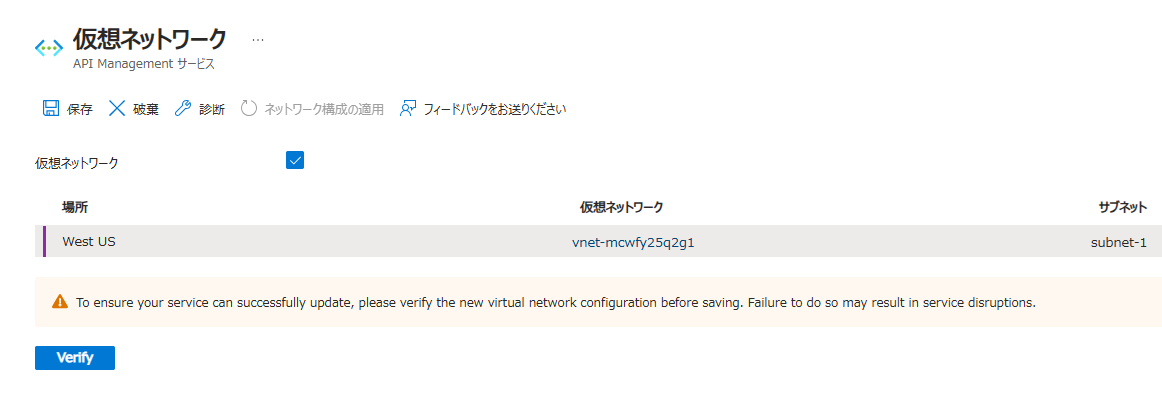 仮想ネットワーク ...
API Management サービス
保存 破棄 診断 ネットワーク構成の適用 フィードバックをお送りください
仮想ネットワーク
場所 仮想ネットワーク サブネット
West US vnet-mcwfy25q2g1 subnet-1
To ensure your service can successfully update, please verify the new virtual network configuration before saving. Failure to do so may result in service disruptions.
Verify